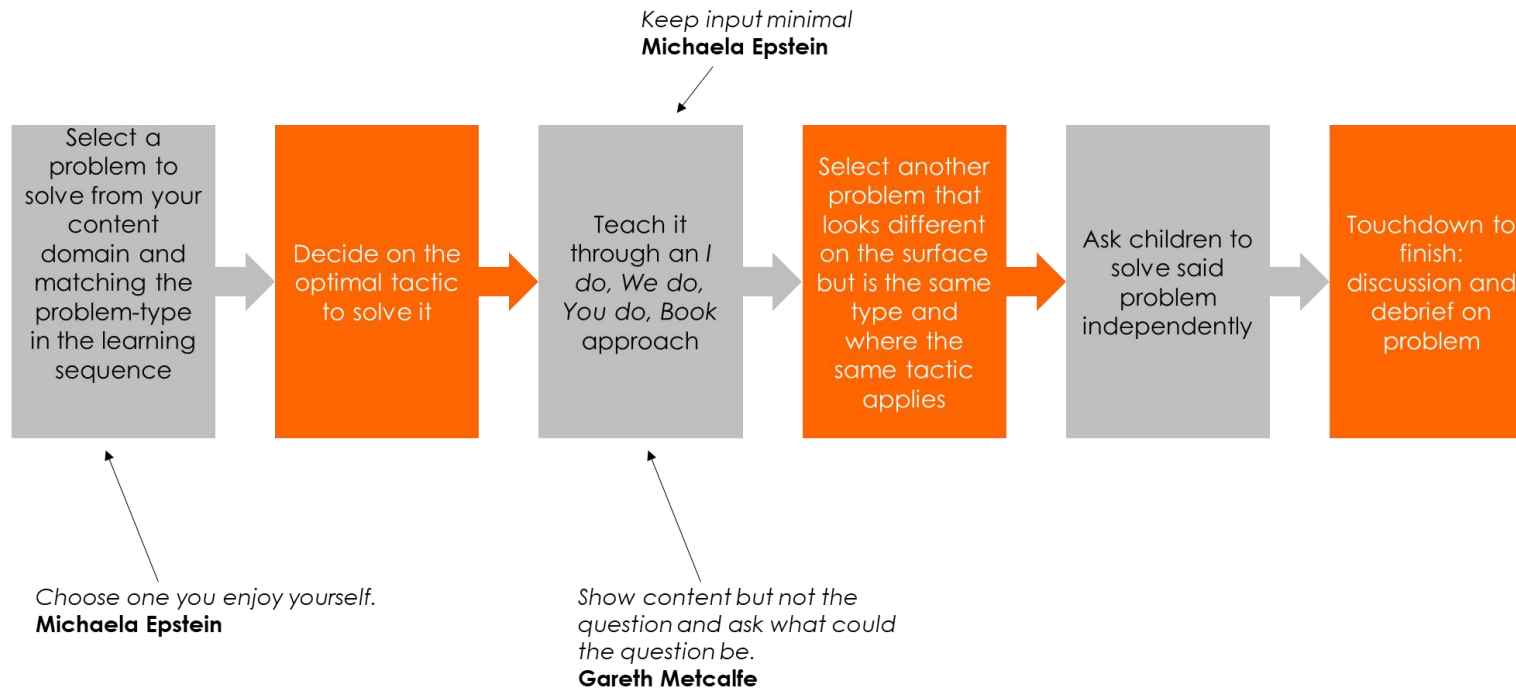 Keep input minimal
Michaela Epstein
Select a
problem to
solve from your
content
domain and
matching the
problem-type
in the learning
sequence
Decide on the
optimal tactic
to solve it
Teach it
through an I
do, We do,
You do, Book
approach
Select another
problem that
looks different
on the surface
but is the same
type and
where the
same tactic
applies
Ask children to
solve said
problem
independently
Touchdown to
finish:
discussion and
debrief on
problem
Choose one you enjoy yourself.
Michaela Epstein
Show content but not the
question and ask what could
the question be.
Gareth Metcalfe